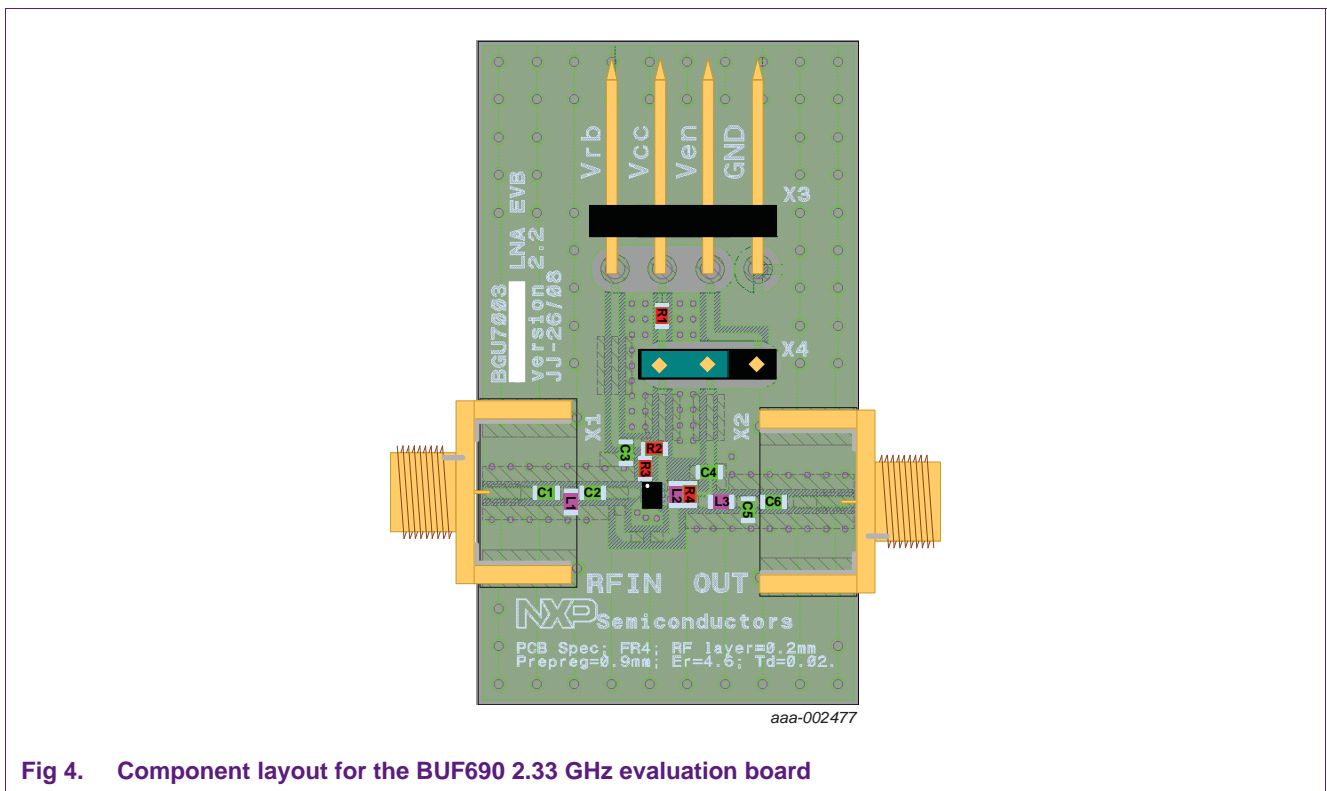 Vrb
Vcc
Ven
GND
X3
BGU7003 LNA EVB
version 2.2
JJ-26/08
R1
X4
X1
X2
C3
R2
R3
C4
C1
L1
C2
L2
R4
L3
C5
C6
RFIN OUT
NXP Semiconductors
PCB Spec; FR4; RF layer=0.2mm
Prepreg=0.9mm; Er=4.6; Td=0.02.
aaa-002477
Fig 4. Component layout for the BUF690 2.33 GHz evaluation board